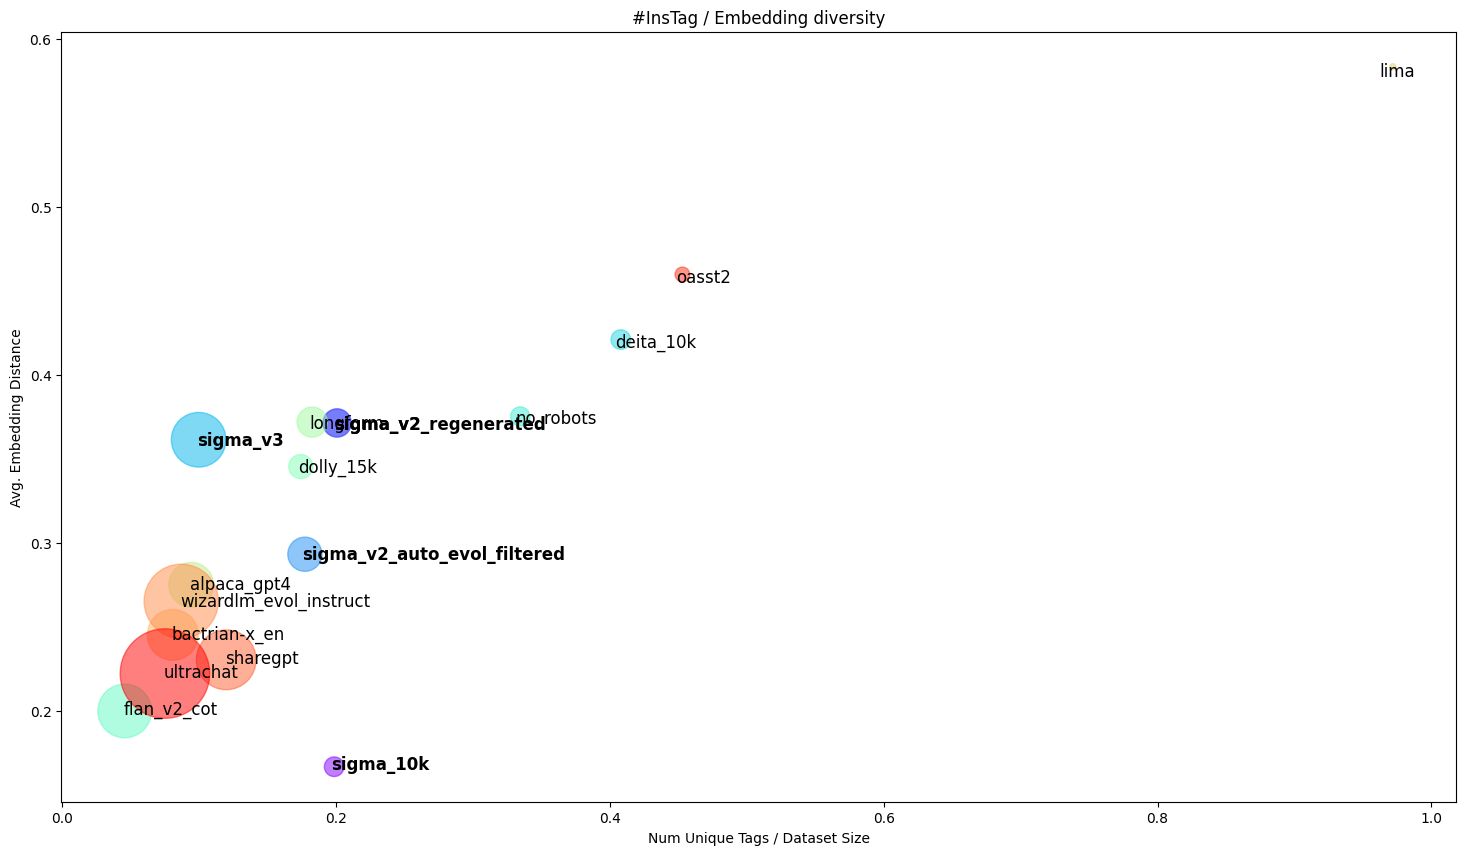 #InsTag / Embedding diversity
0.6
lima
0.5
oasst2
deita_10k
0.4
no_robots
longform
sigma_v2_regenerated
sigma_v3
dolly_15k
Avg. Embedding Distance
0.3
sigma_v2_auto_evol_filtered
alpaca_gpt4
wizardlm_evol_instruct
bactrian-x_en
sharegpt
ultrachat
0.2
flan_v2_cot
sigma_10k
0.0 0.2 0.4 0.6 0.8 1.0
Num Unique Tags / Dataset Size